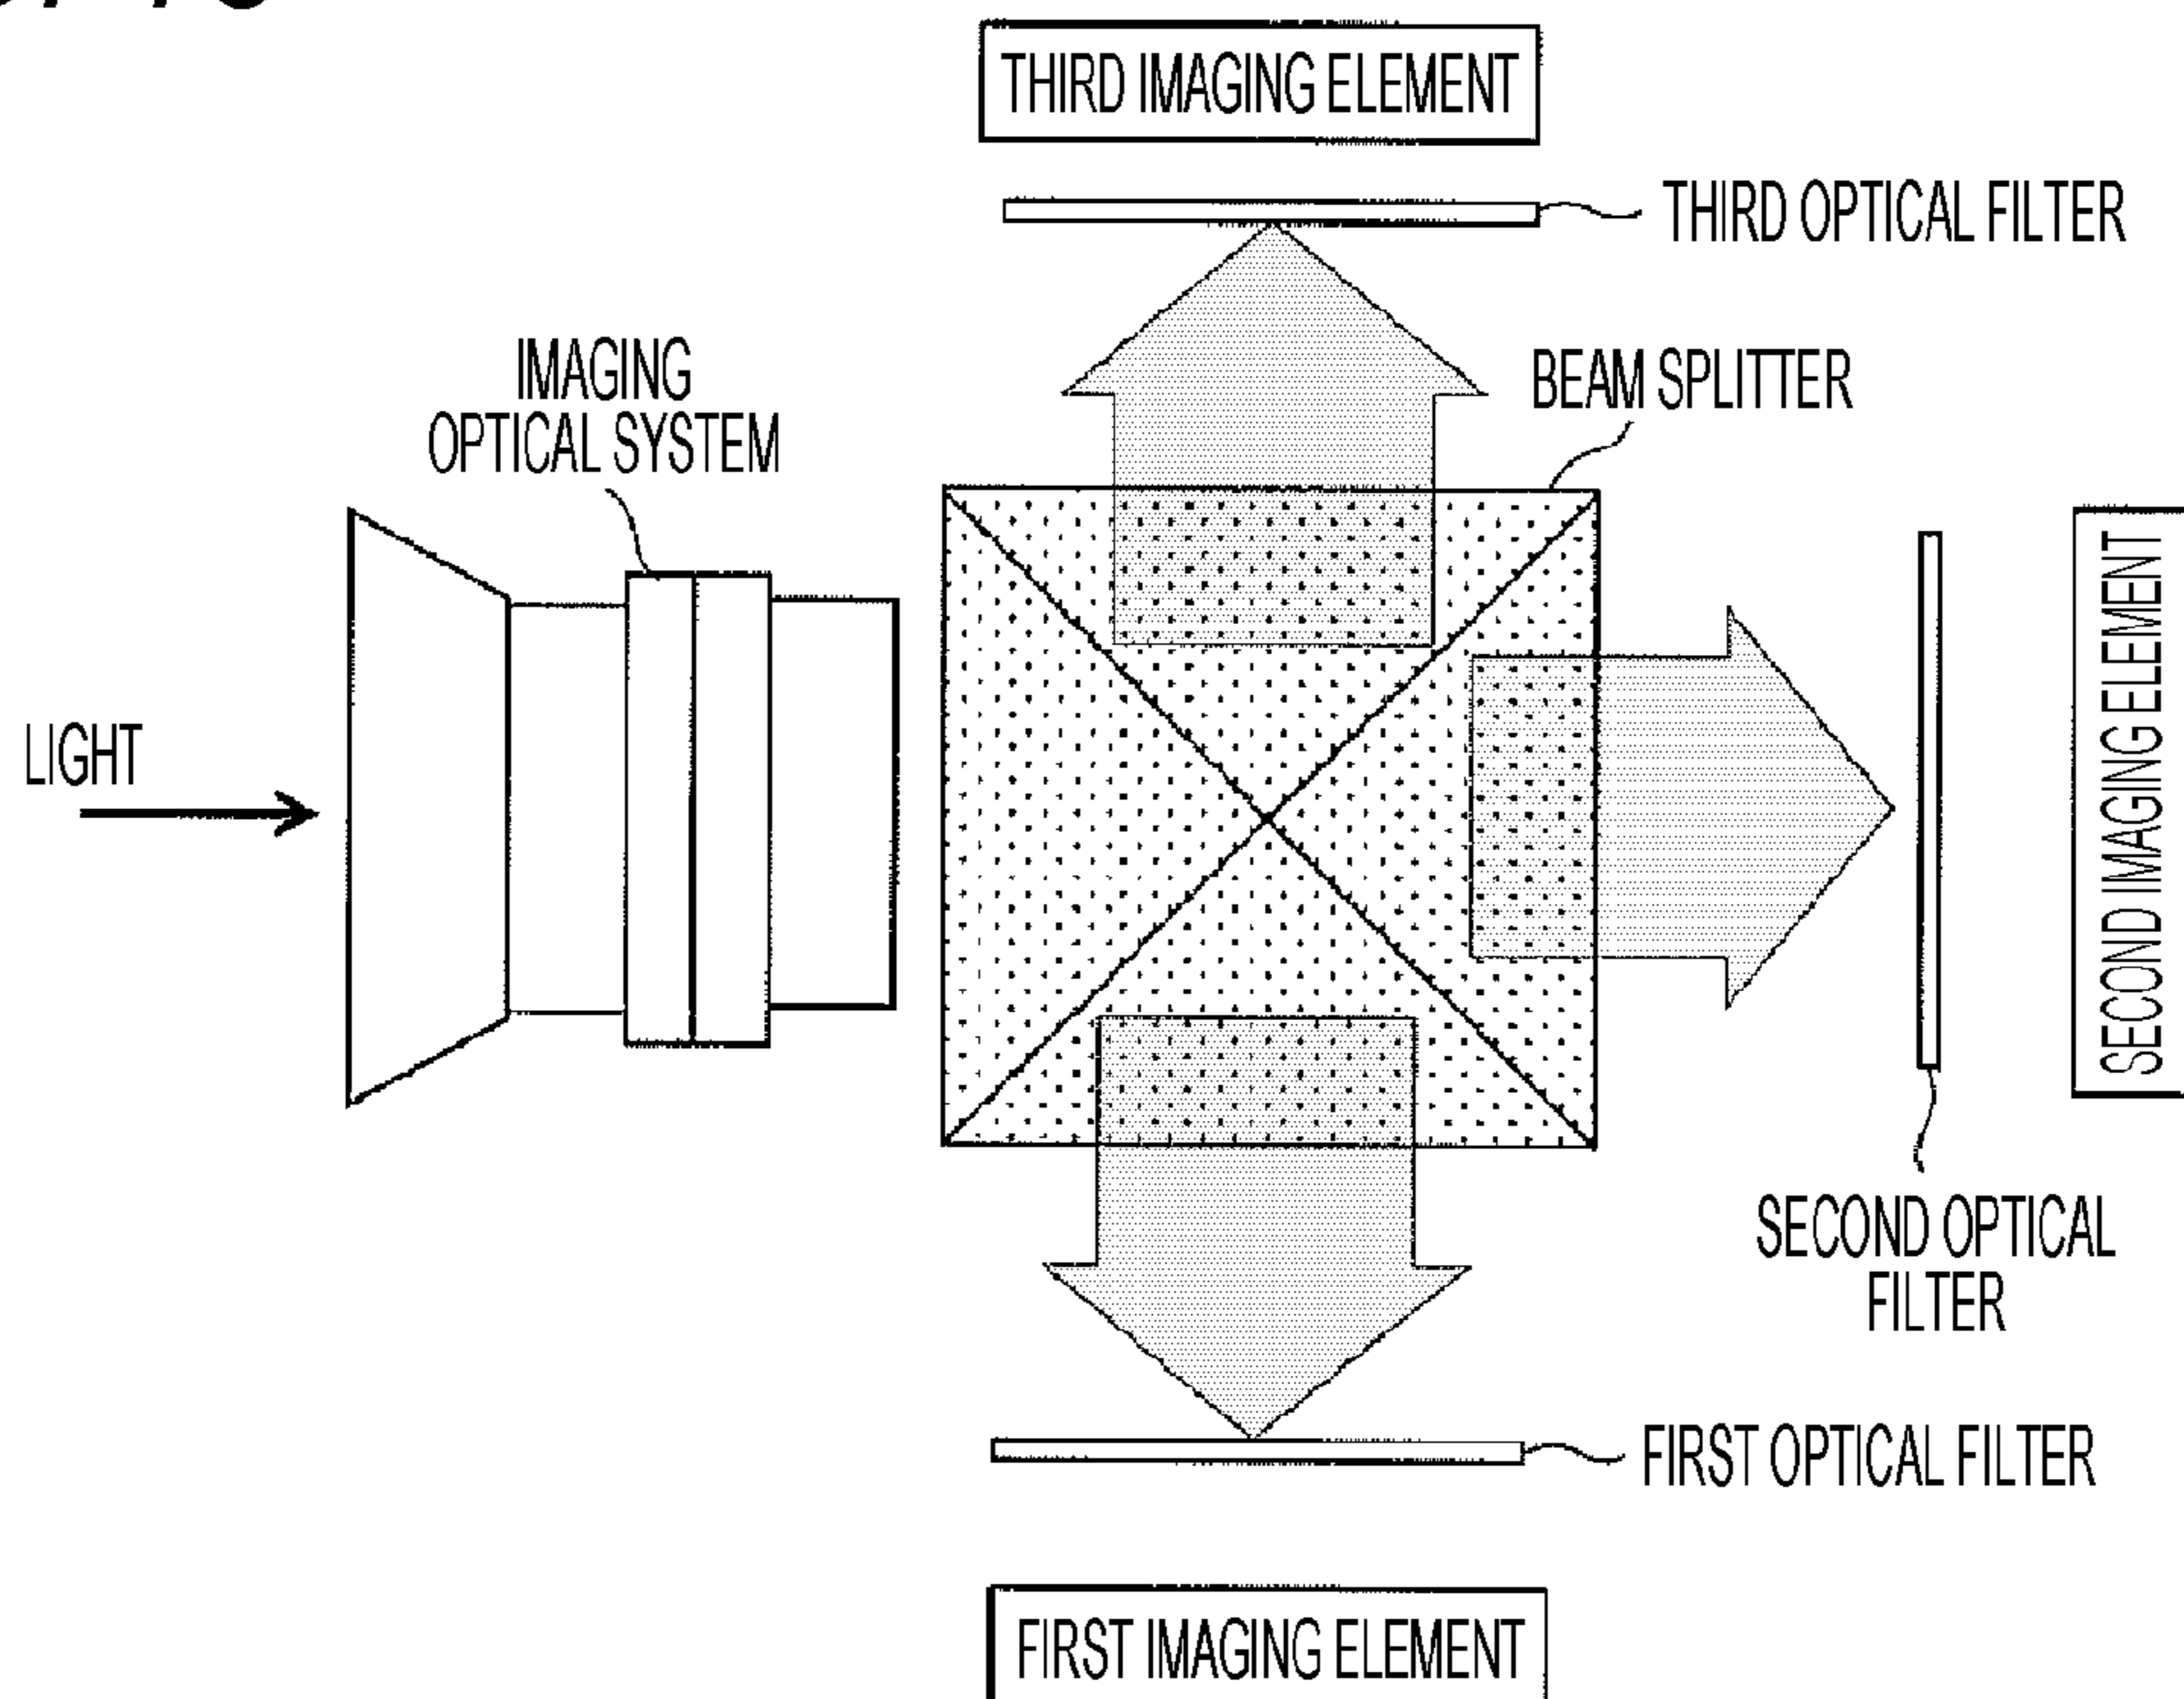 THIRD IMAGING ELEMENT
THIRD OPTICAL FILTER
IMAGING
OPTICAL SYSTEM
BEAM SPLITTER
LIGHT
SECOND IMAGING ELEMENT
SECOND OPTICAL
FILTER
FIRST OPTICAL FILTER
FIRST IMAGING ELEMENT